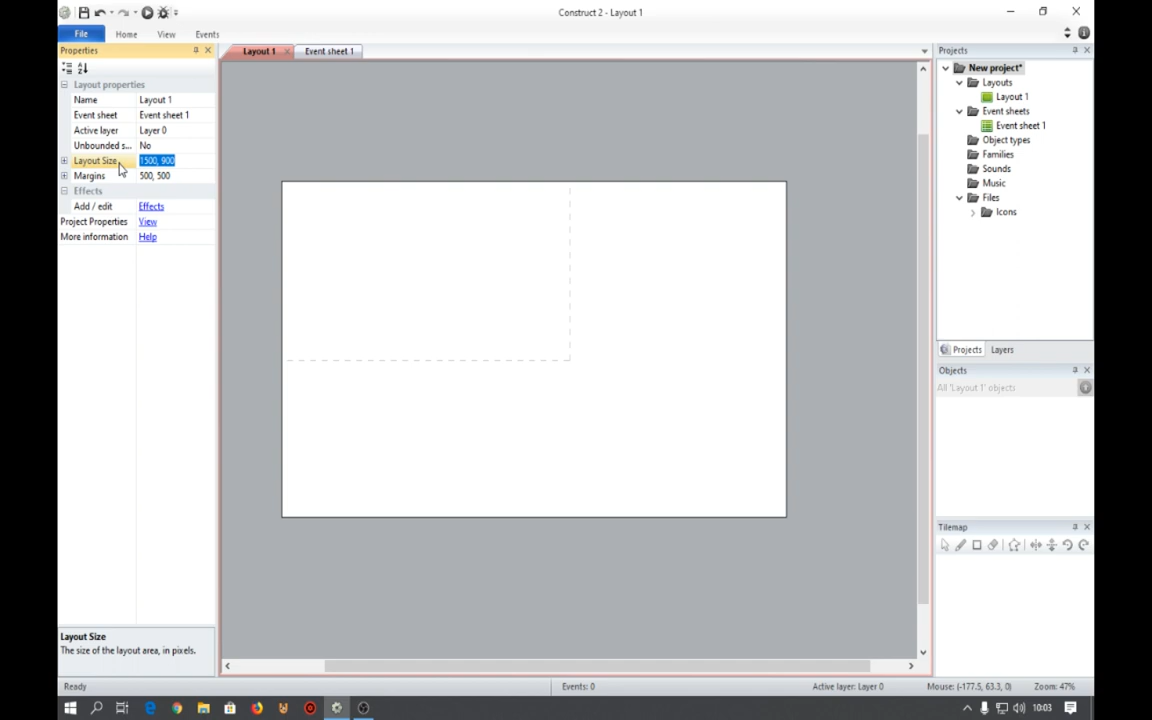 Construct 2 - Layout 1
File Home View Events
Properties
Layout 1 Event sheet 1
Projects
Layout properties
Name Layout 1
Event sheet Event sheet 1
Active layer Layer 0
Unbounded s... No
Layout Size 1500, 900
Margins 500, 500
Effects
Add / edit Effects
Project Properties View
More information Help
New project*
Layouts
Layout 1
Event sheets
Event sheet 1
Object types
Families
Sounds
Music
Files
Icons
Projects Layers
Objects
All 'Layout 1' objects
Tilemap
Layout Size
The size of the layout area, in pixels.
Ready Events: 0 Active layer: Layer 0 Mouse: (-177.5, 63.3, 0) Zoom: 47%
10:03